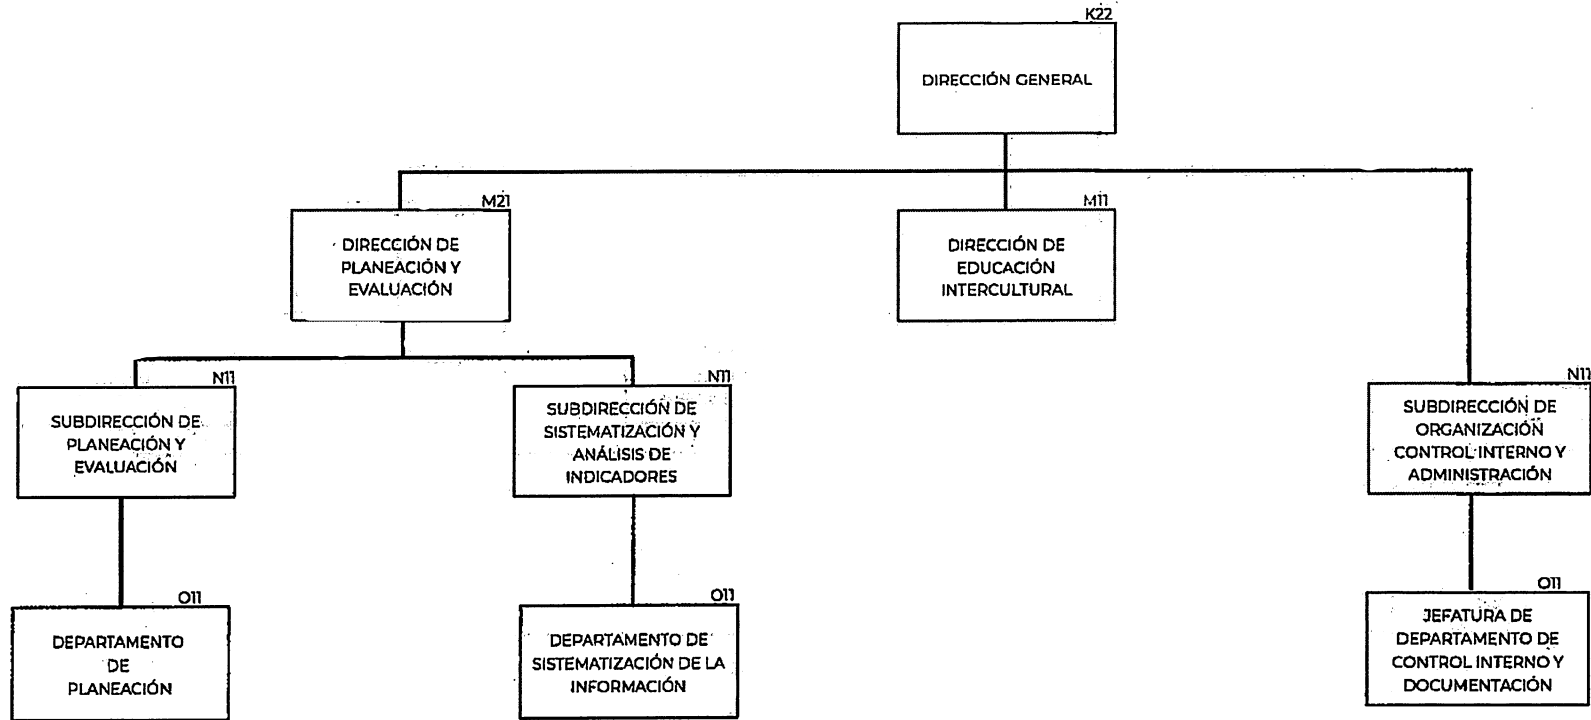 K22
DIRECCIÓN GENERAL
M21
DIRECCIÓN DE
PLANEACIÓN Y
EVALUACIÓN
M11
DIRECCIÓN DE
EDUCACIÓN
INTERCULTURAL
N11
SUBDIRECCIÓN DE
PLANEACIÓN Y
EVALUACIÓN
N11
SUBDIRECCIÓN DE
SISTEMATIZACIÓN Y
ANÁLISIS DE
INDICADORES
N11
SUBDIRECCIÓN DE
ORGANIZACIÓN
CONTROL INTERNO Y
ADMINISTRACIÓN
O11
DEPARTAMENTO
DE
PLANEACIÓN
O11
DEPARTAMENTO DE
SISTEMATIZACIÓN DE LA
INFORMACIÓN
O11
JEFATURA DE
DEPARTAMENTO DE
CONTROL INTERNO Y
DOCUMENTACIÓN